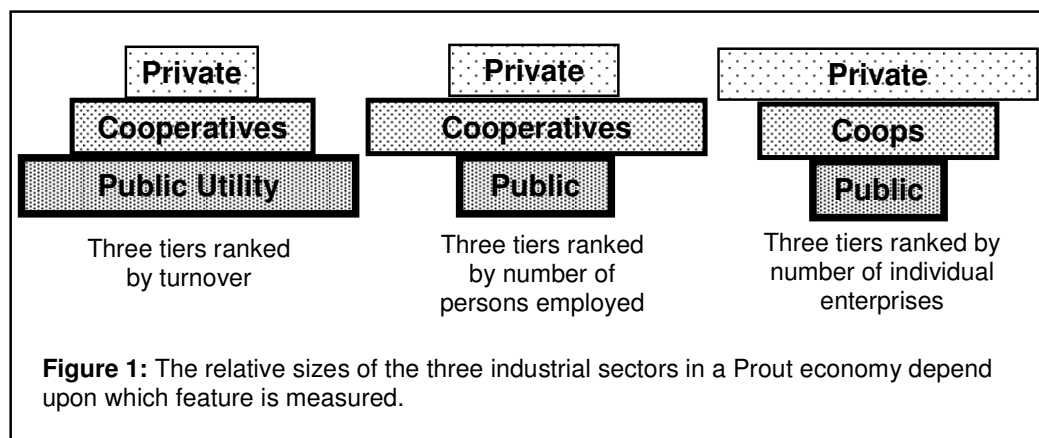 Private
Cooperatives
Public Utility
Three tiers ranked
by turnover
Private
Cooperatives
Public
Three tiers ranked
by number of
persons employed
Private
Coops
Public
Three tiers ranked by
number of individual
enterprises
Figure 1: The relative sizes of the three industrial sectors in a Prout economy depend
upon which feature is measured.